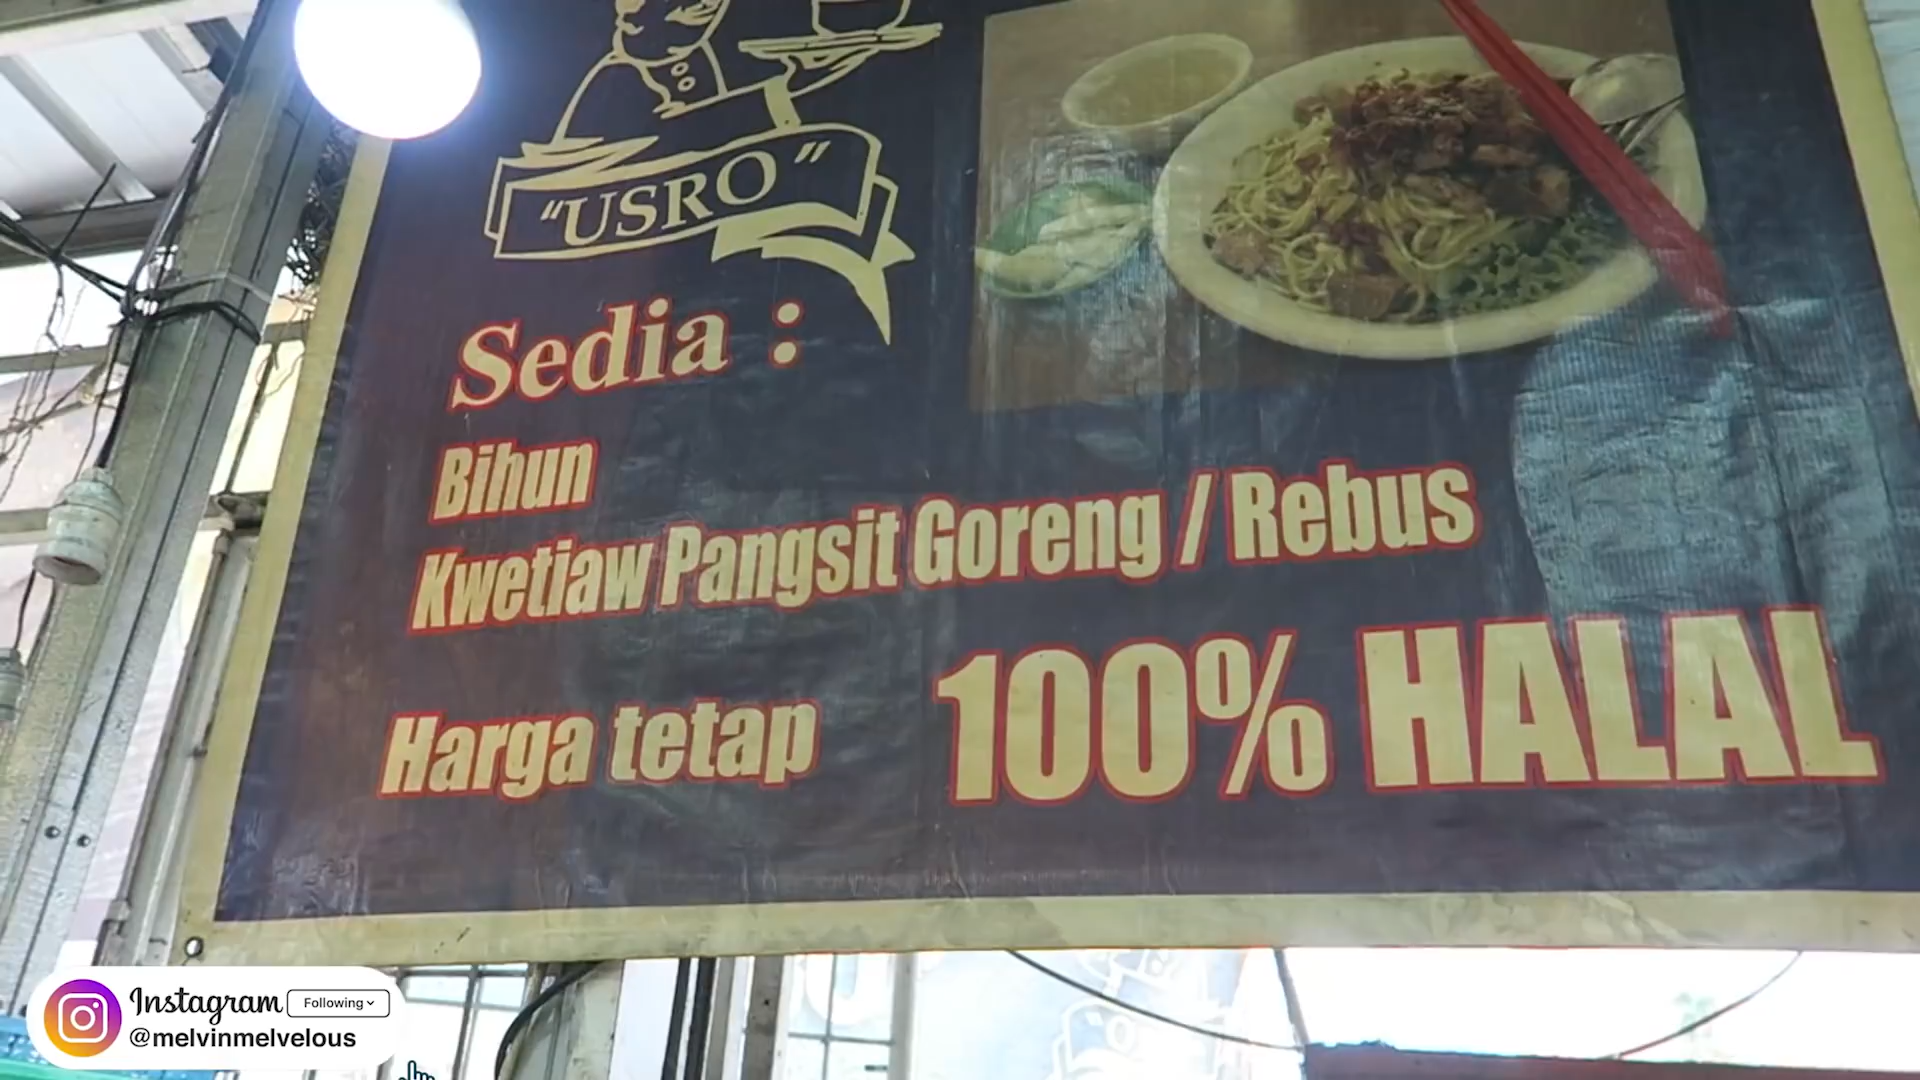 "USRO"
Sedia :
Bihun
Kwetiaw Pangsit Goreng / Rebus
Harga tetap 100% HALAL
Instagram Following
@melvinmelvelous